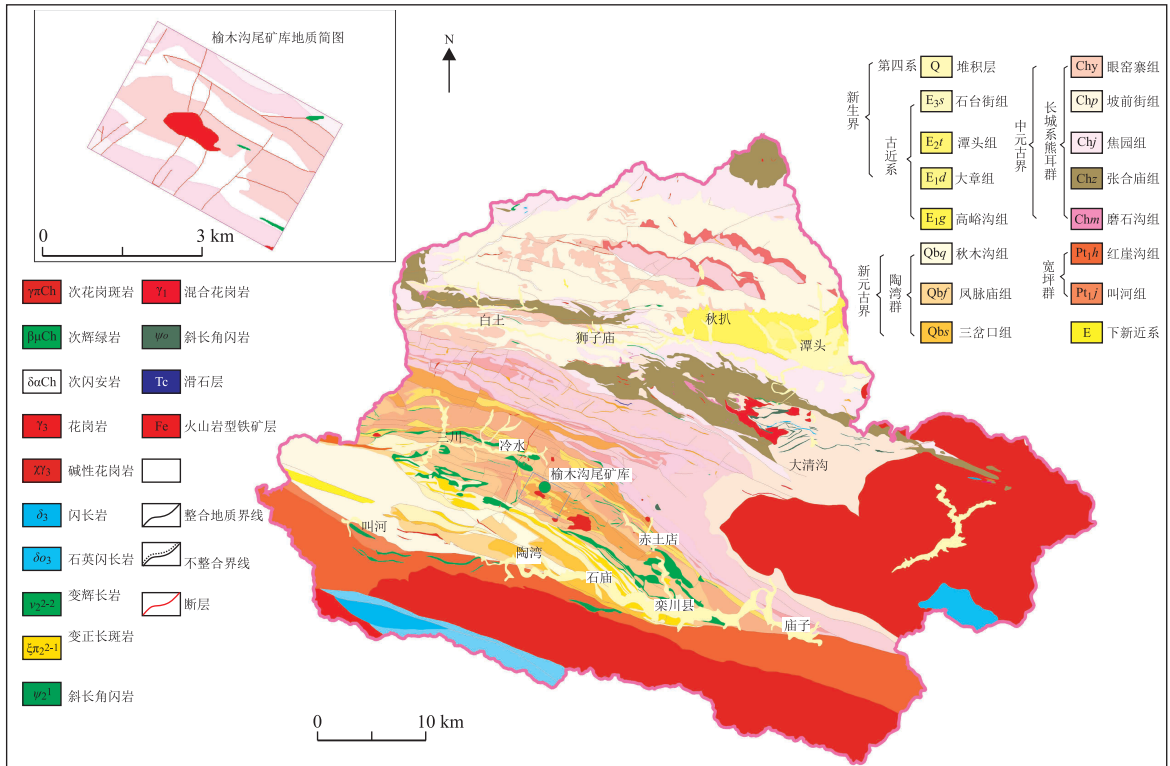 榆木沟尾矿库地质简图
0 3 km
N
新生界
第四系
Q 堆积层
古近系
E₃s 石台街组
E₂t 潭头组
E₁d 大章组
E₁g 高峪沟组
新元古界
陶湾群
Qbq 秋木沟组
Qbf 风脉庙组
Qbs 三岔口组
中元古界
长城系熊耳群
Chy 眼窑寨组
Chp 坡前街组
Chj 焦园组
Chz 张合庙组
Chm 磨石沟组
宽坪群
Pt₁h 红崖沟组
Pt₁j 叫河组
E 下新近系
γπCh 次花岗斑岩
βμCh 次辉绿岩
δαCh 次闪安岩
γ₃ 花岗岩
χγ₃ 碱性花岗岩
δ₃ 闪长岩
δο₃ 石英闪长岩
ν₂²⁻² 变辉长岩
ξπ₂²⁻¹ 变正长斑岩
ψ₂¹ 斜长角闪岩
γ₁ 混合花岗岩
ψο 斜长角闪岩
Tc 滑石层
Fe 火山岩型铁矿层
整合地质界线
不整合界线
断层
白土
狮子庙
秋扒
潭头
三川
冷水
大清沟
榆木沟尾矿库
叫河
赤土店
陶湾
石庙
栾川县
庙子
0 10 km